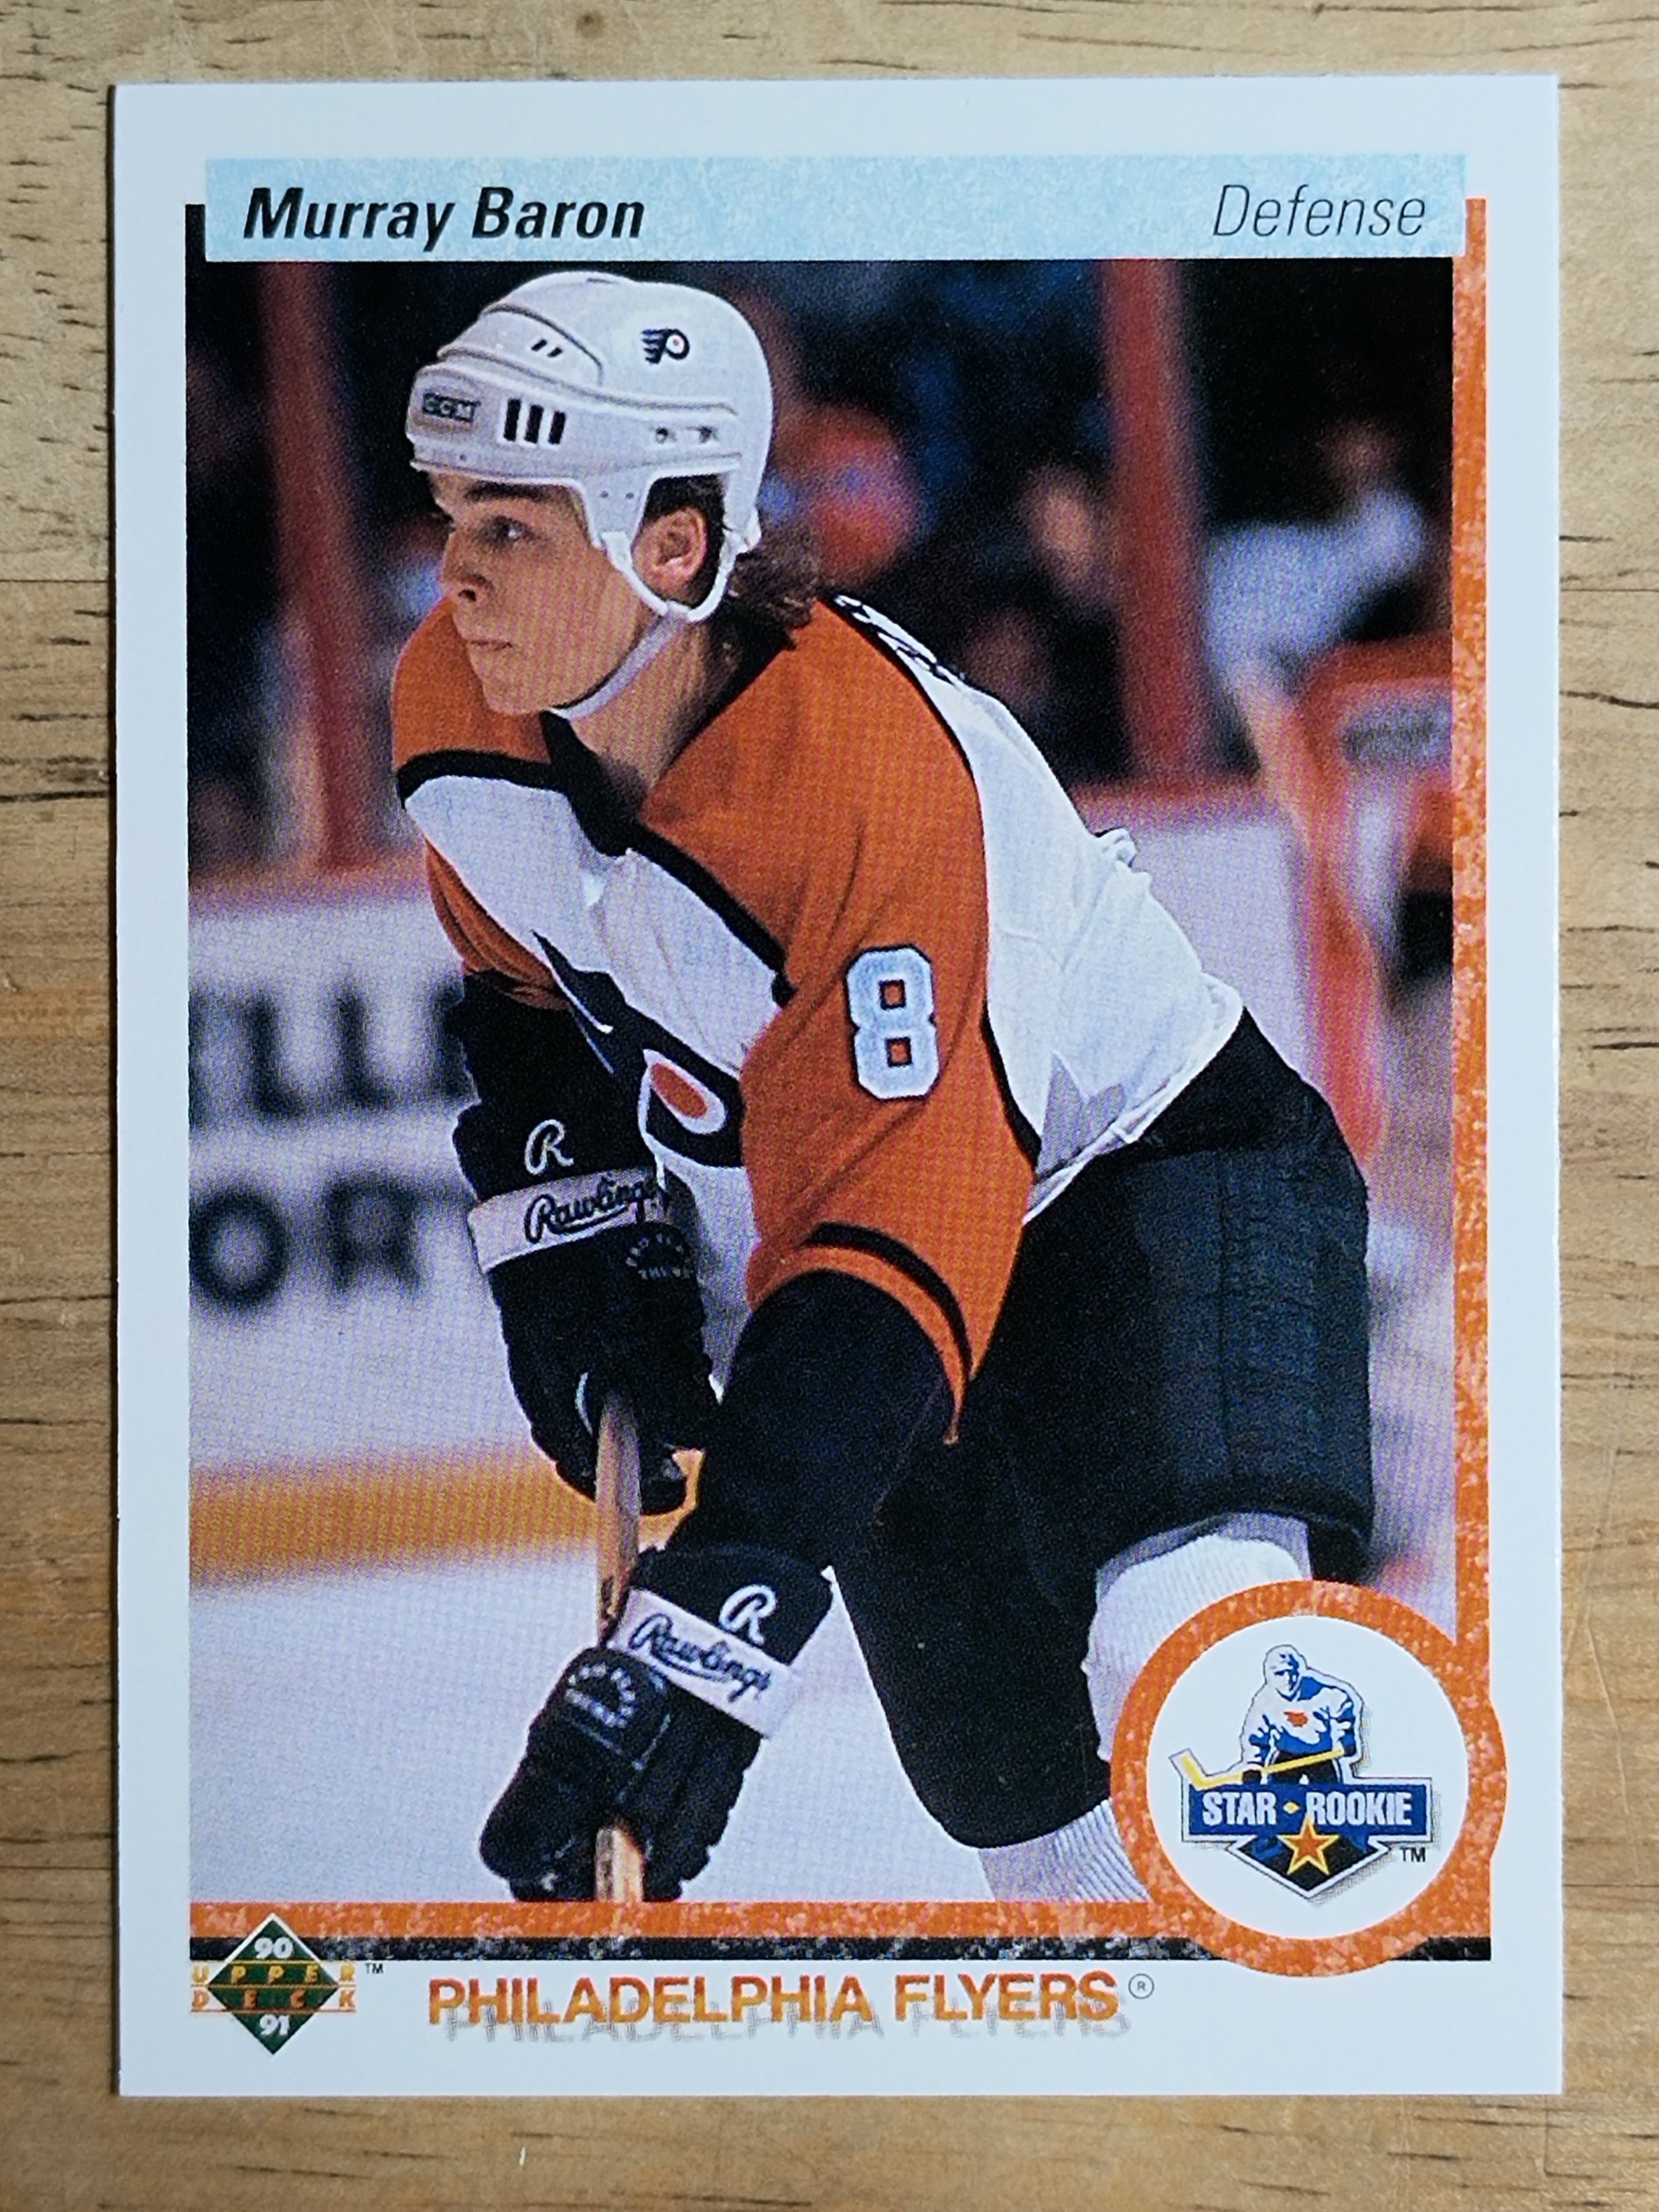 Murray Baron
Defense
CCM
8
R
Rawlings
R
Rawlings
STAR ROOKIE
TM
90
UPPER
DECK
91
TM
PHILADELPHIA FLYERS®